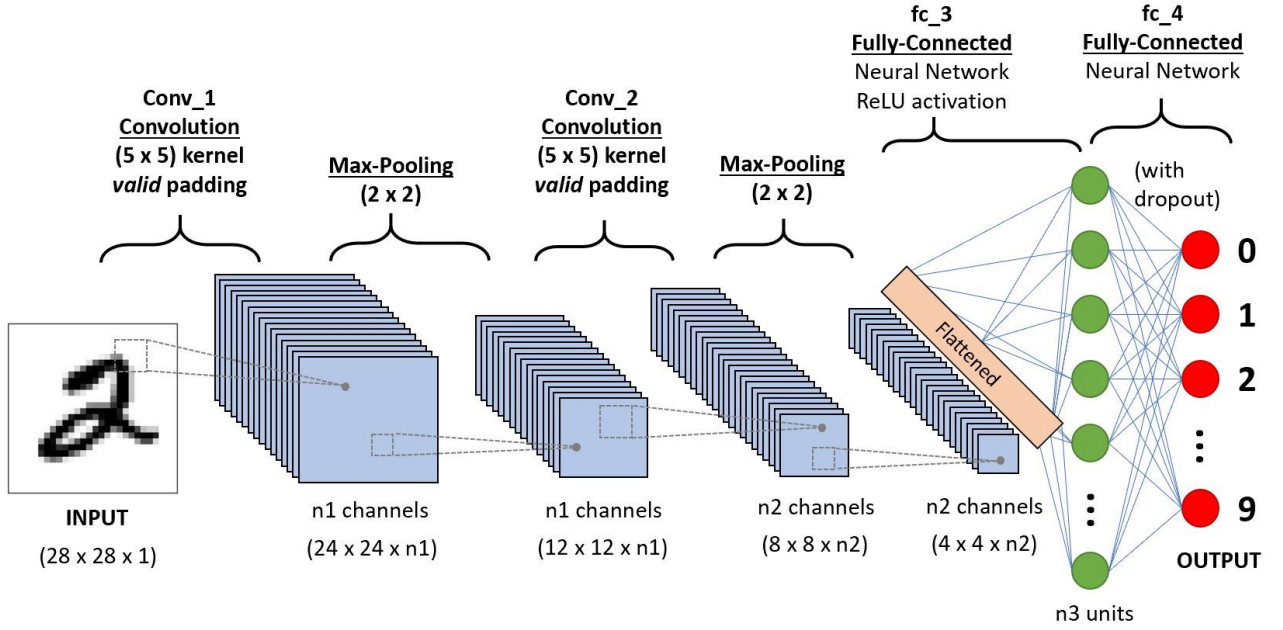 fc_3
Fully-Connected
Neural Network
ReLU activation
fc_4
Fully-Connected
Neural Network
Conv_1
Convolution
(5 x 5) kernel
valid padding
Max-Pooling
(2 x 2)
Conv_2
Convolution
(5 x 5) kernel
valid padding
Max-Pooling
(2 x 2)
(with
dropout)
Flattened
0
1
2
9
INPUT
(28 x 28 x 1)
n1 channels
(24 x 24 x n1)
n1 channels
(12 x 12 x n1)
n2 channels
(8 x 8 x n2)
n2 channels
(4 x 4 x n2)
n3 units
OUTPUT
2